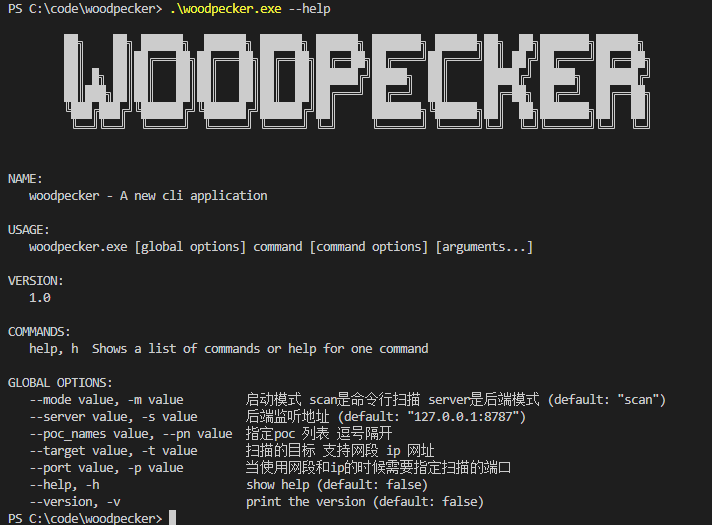 PS C:\code\woodpecker> .\woodpecker.exe --help
WOODPECKER
NAME:
woodpecker - A new cli application
USAGE:
woodpecker.exe [global options] command [command options] [arguments...]
VERSION:
1.0
COMMANDS:
help, h  Shows a list of commands or help for one command
GLOBAL OPTIONS:
--mode value, -m value 启动模式 scan是命令行扫描 server是后端模式 (default: "scan")
--server value, -s value 后端监听地址 (default: "127.0.0.1:8787")
--poc_names value, --pn value 指定poc 列表 逗号隔开
--target value, -t value 扫描的目标 支持网段 ip 网址
--port value, -p value 当使用网段和ip的时候需要指定扫描的端口
--help, -h show help (default: false)
--version, -v print the version (default: false)
PS C:\code\woodpecker>